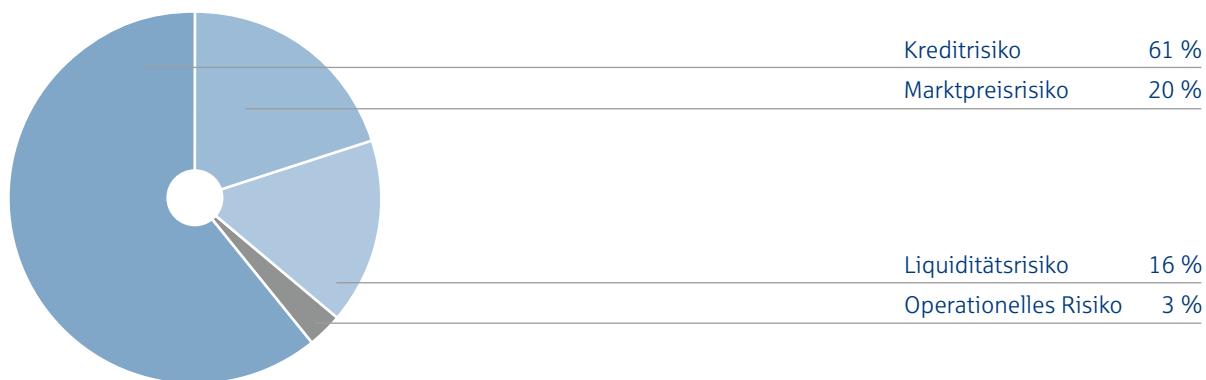 Kreditrisiko 61 %
Marktpreisrisiko 20 %
Liquiditätsrisiko 16 %
Operationelles Risiko 3 %